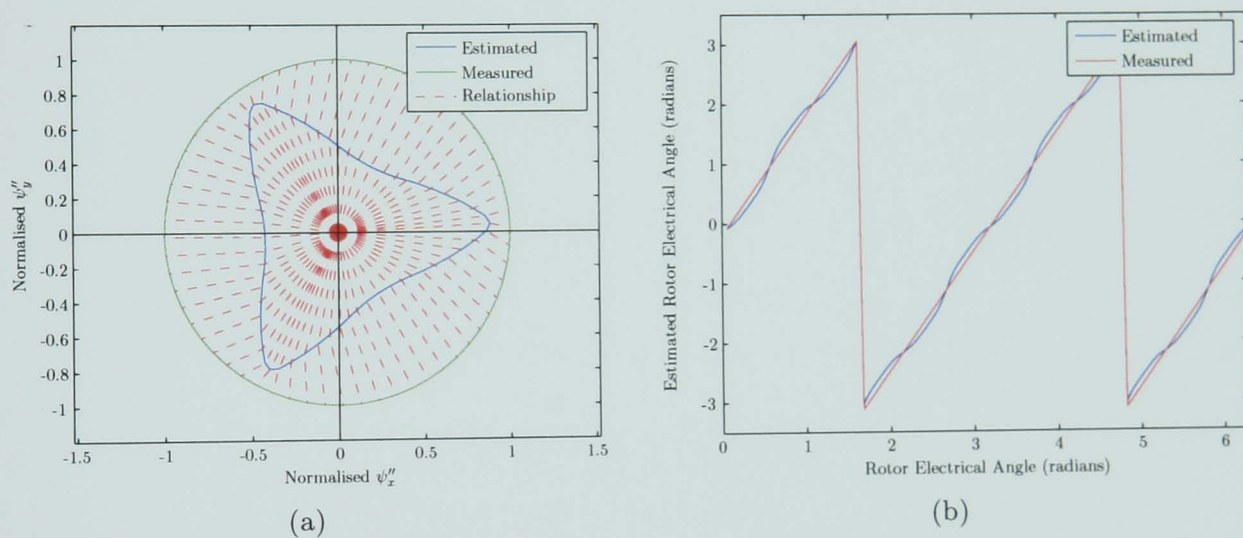 Estimated
Measured
Relationship
1
0.8
0.6
0.4
0.2
0
-0.2
-0.4
-0.6
-0.8
-1
Normalised ψ″y
-1.5
-1
-0.5
0
0.5
1
1.5
Normalised ψ″x
(a)
Estimated
Measured
3
2
1
0
-1
-2
-3
Estimated Rotor Electrical Angle (radians)
0
1
2
3
4
5
6
Rotor Electrical Angle (radians)
(b)